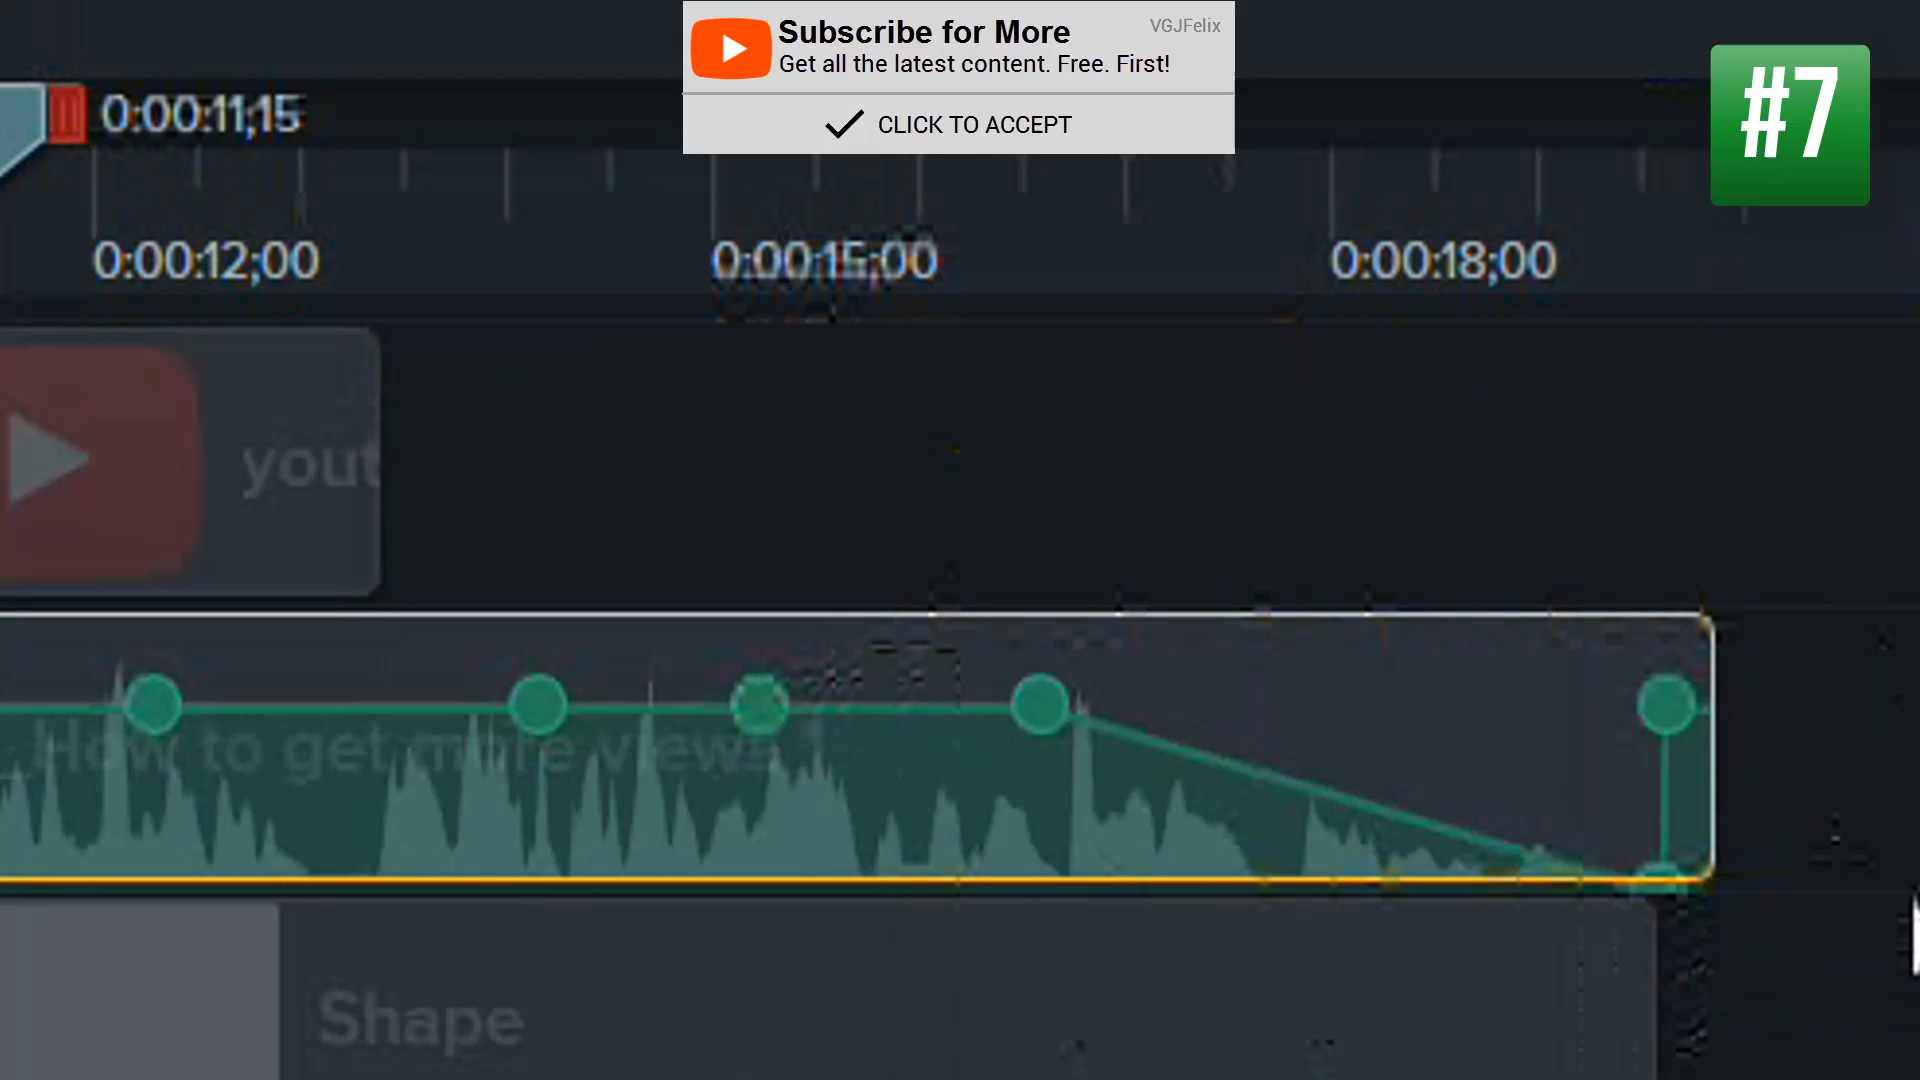 Subscribe for More
VGJFelix
Get all the latest content. Free. First!
CLICK TO ACCEPT
#7
0:00:11;15
0:00:12;00
0:00:15;00
0:00:18;00
yout
How to get more views
Shape